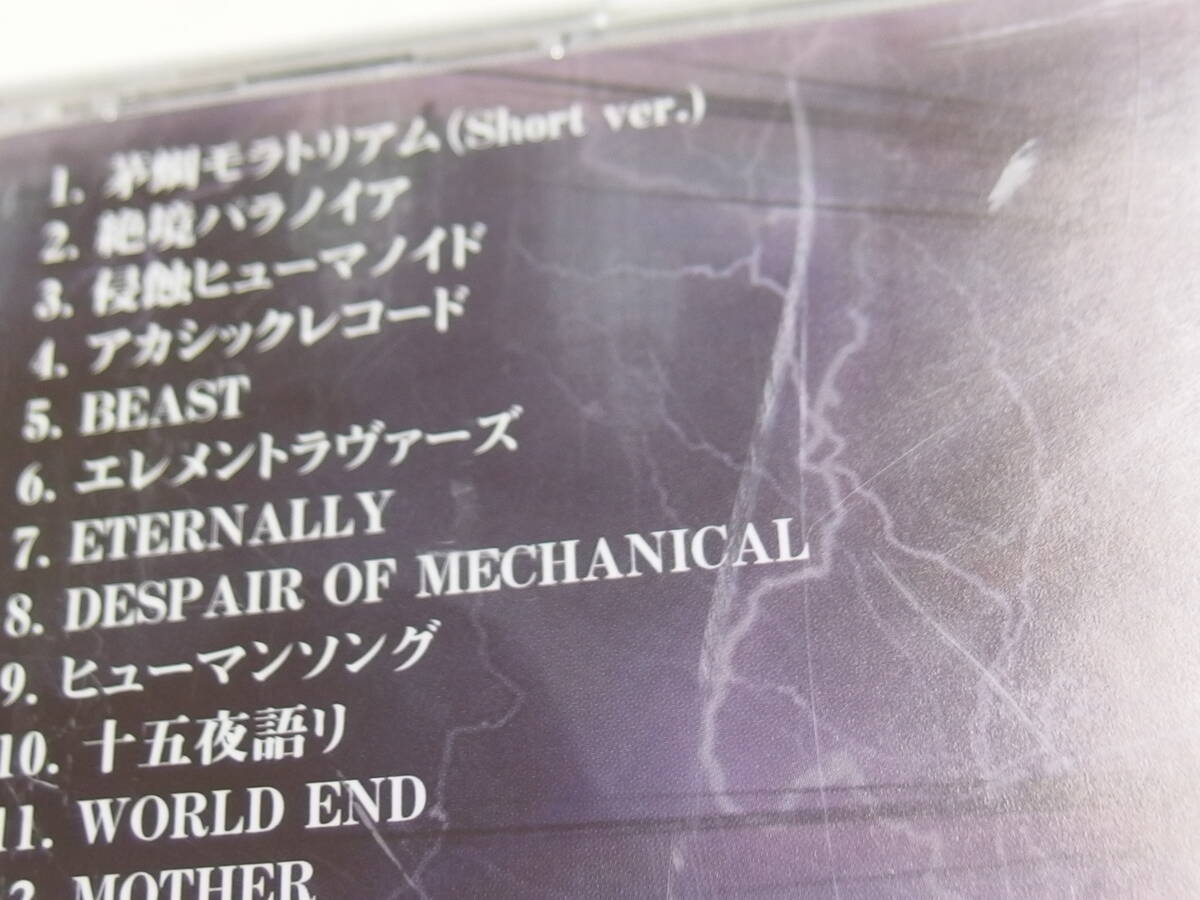 1. 茅蜩モラトリアム(Short ver.)
2. 絶境パラノイア
3. 侵蝕ヒューマノイド
4. アカシックレコード
5. BEAST
6. エレメントラヴァーズ
7. ETERNALLY
8. DESPAIR OF MECHANICAL
9. ヒューマンソング
10. 十五夜語リ
11. WORLD END
2. MOTHER